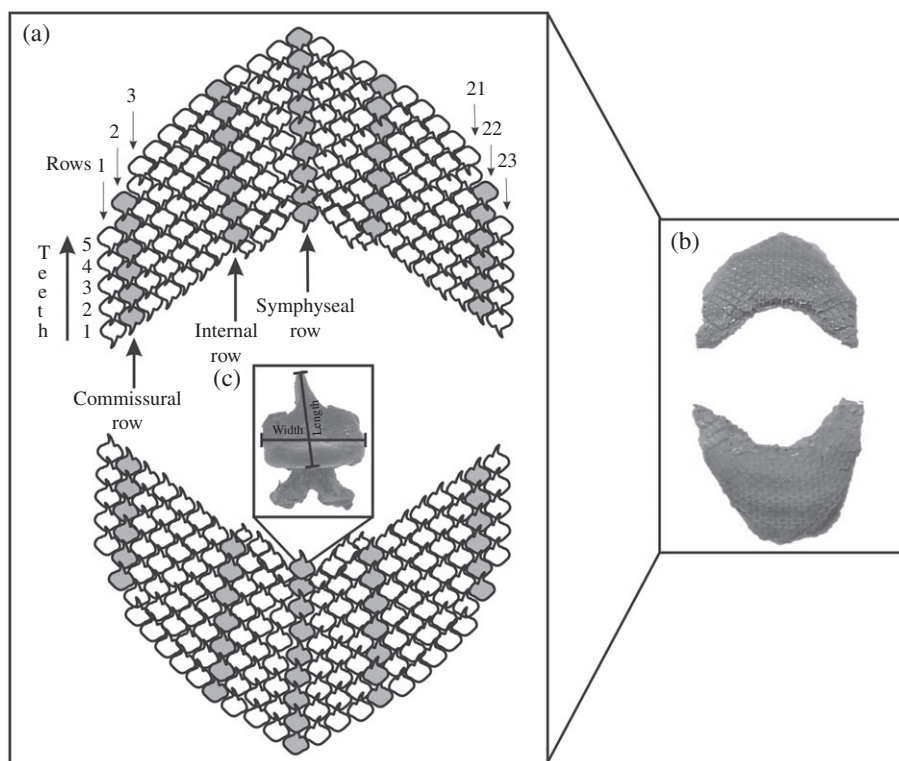 (a)
3
2
Rows 1
21
22
23
Teeth
5
4
3
2
1
Symphyseal
row
Internal
row
Commissural
row
(c)
Width
Length
(b)